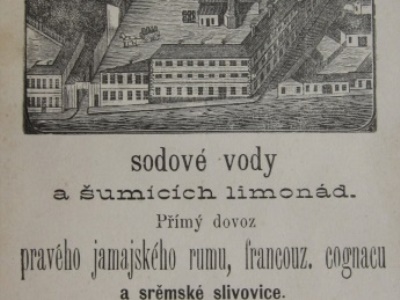 sodové vody
a šumících limonád.
Přímý dovoz
pravého jamajského rumu, francouz. cognacu
a srěmské slivovice.